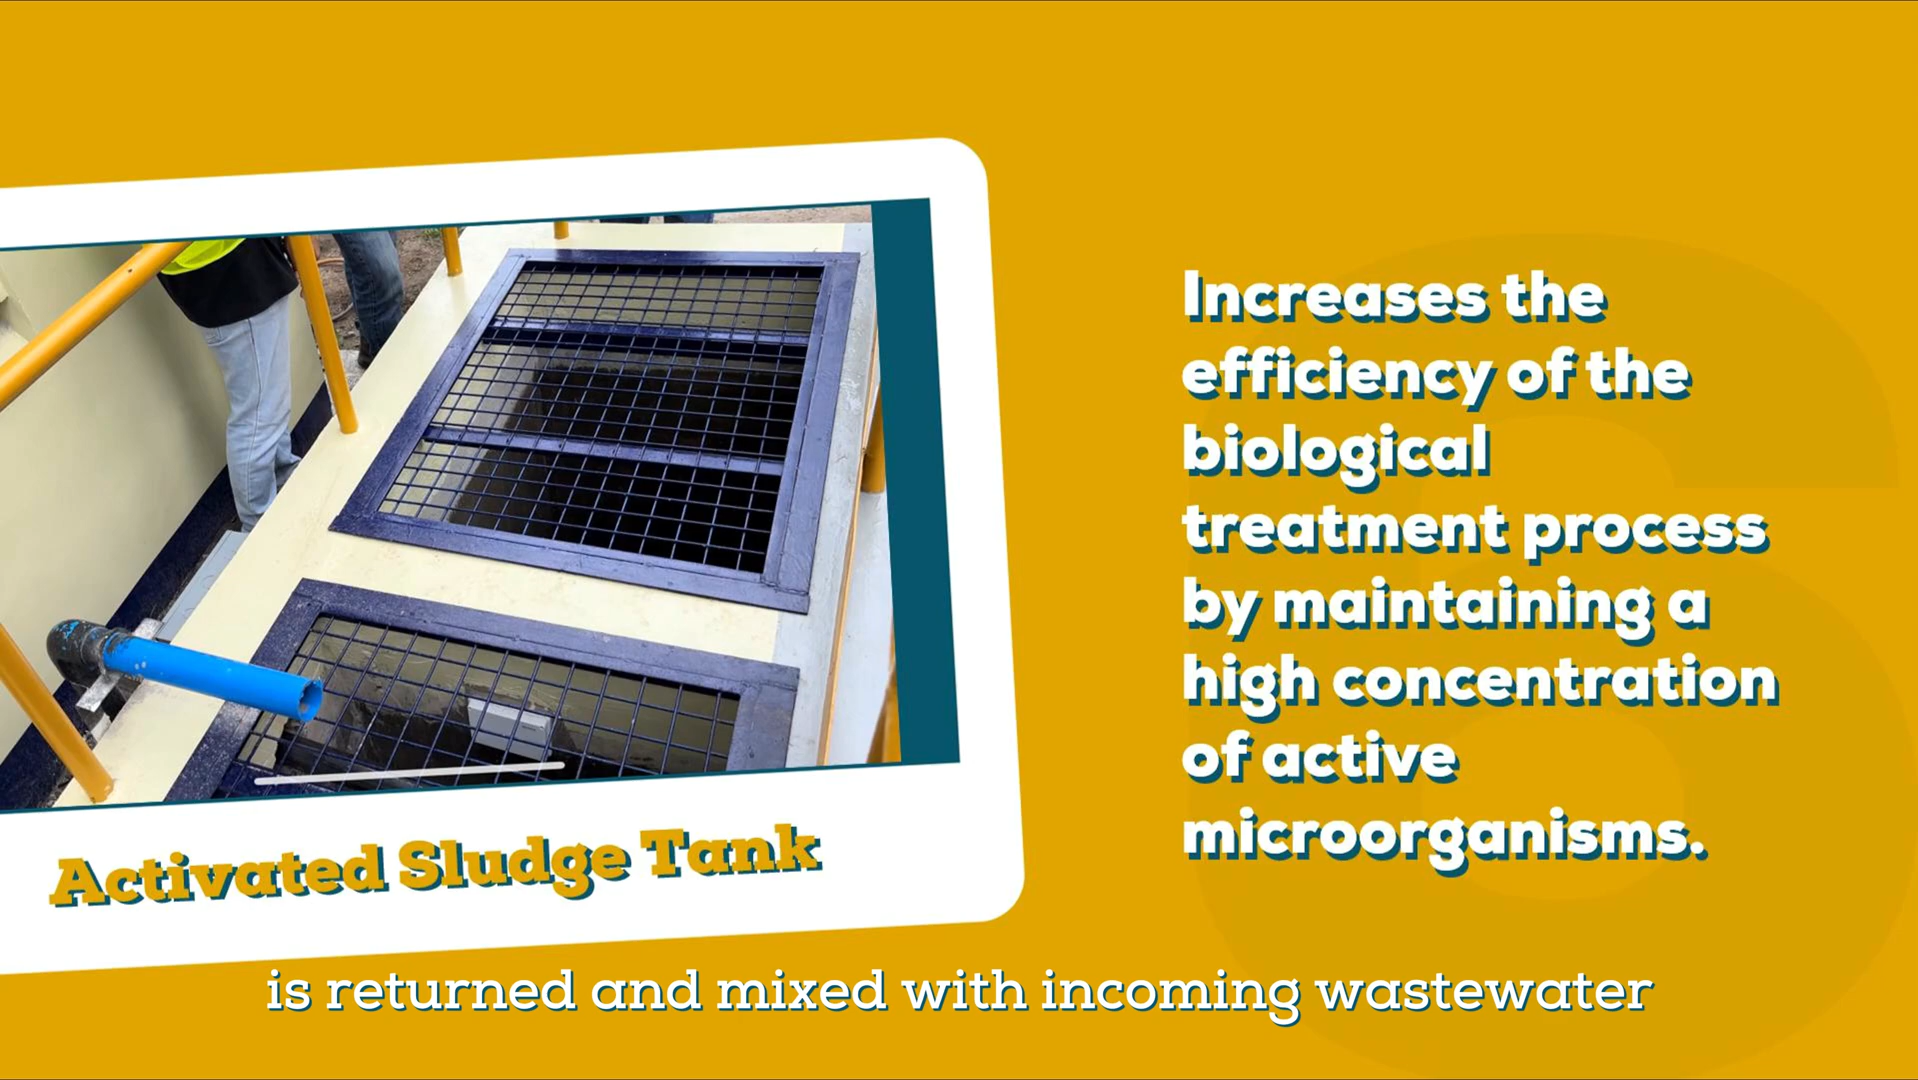 Increases the
efficiency of the
biological
treatment process
by maintaining a
high concentration
of active
microorganisms.
Activated Sludge Tank
is returned and mixed with incoming wastewater
6